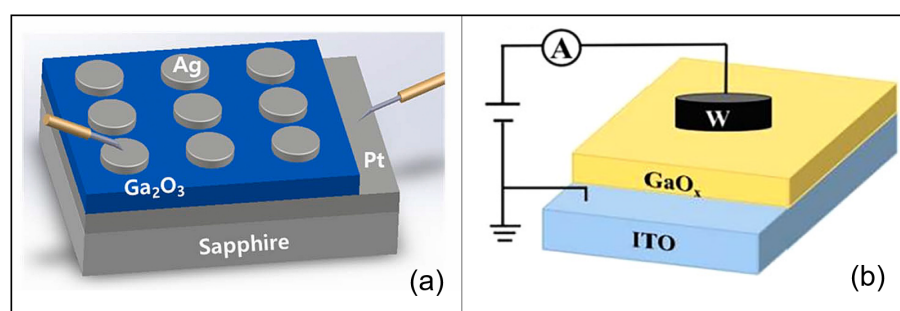 Ag
Pt
Ga₂O₃
Sapphire
(a)
A
W
GaOₓ
ITO
(b)